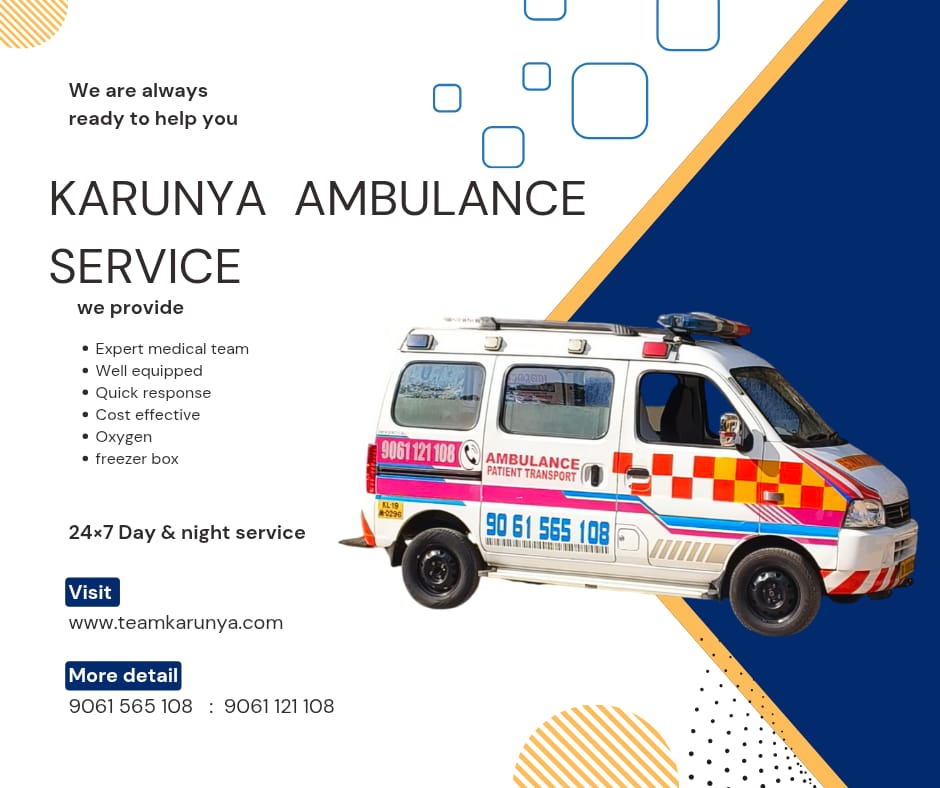 We are always
ready to help you
KARUNYA AMBULANCE
SERVICE
we provide
Expert medical team
Well equipped
Quick response
Cost effective
Oxygen
freezer box
24×7 Day & night service
Visit
www.teamkarunya.com
More detail
9061 565 108 : 9061 121 108
9061 121 108
AMBULANCE
PATIENT TRANSPORT
KL-19
90 61 565 108